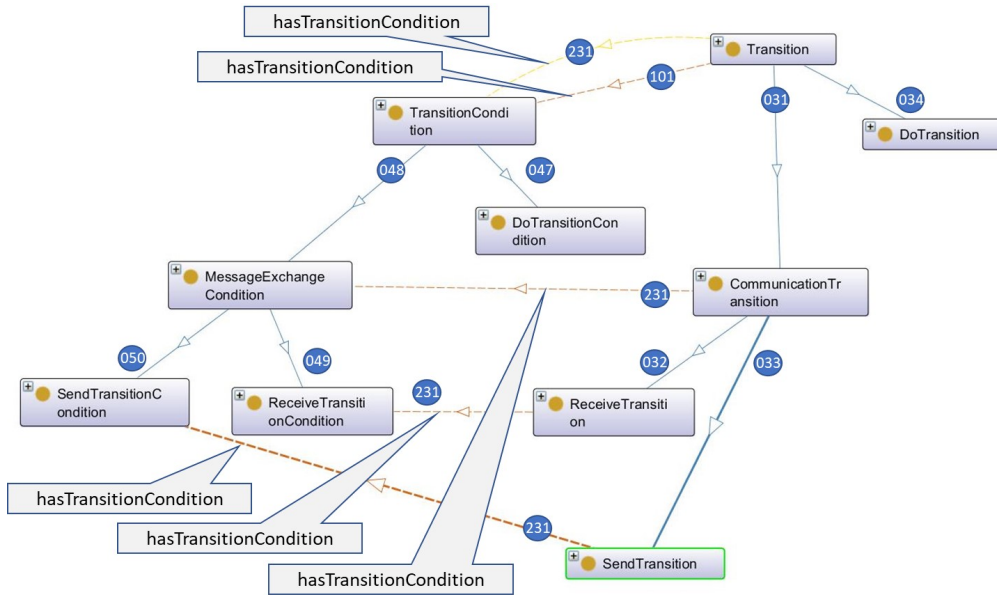 hasTransitionCondition
231
Transition
hasTransitionCondition
101
031
034
TransitionCondi
tion
DoTransition
048
047
DoTransitionCon
dition
MessageExchange
Condition
231
CommunicationTr
ansition
050
049
032
033
SendTransitionC
ondition
ReceiveTransiti
onCondition
231
ReceiveTransiti
on
hasTransitionCondition
231
hasTransitionCondition
SendTransition
hasTransitionCondition